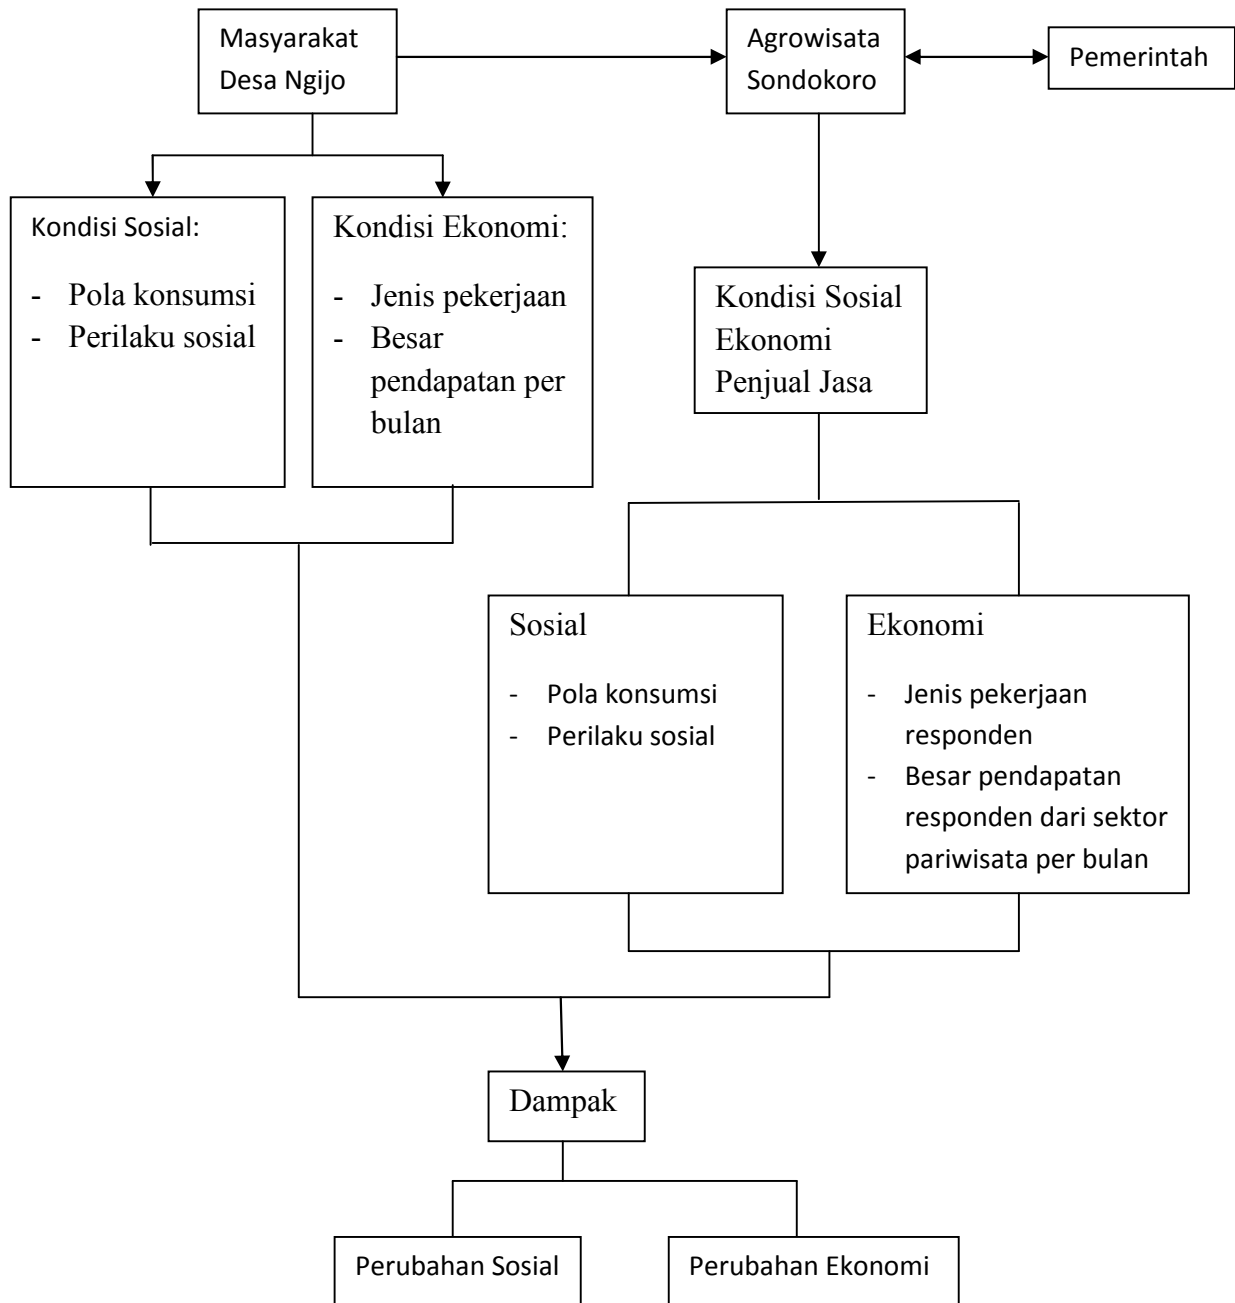 Masyarakat
Desa Ngijo
Agrowisata
Sondokoro
Pemerintah
Kondisi Sosial:
- Pola konsumsi
- Perilaku sosial
Kondisi Ekonomi:
- Jenis pekerjaan
- Besar
pendapatan per
bulan
Kondisi Sosial
Ekonomi
Penjual Jasa
Sosial
- Pola konsumsi
- Perilaku sosial
Ekonomi
- Jenis pekerjaan
responden
- Besar pendapatan
responden dari sektor
pariwisata per bulan
Dampak
Perubahan Sosial
Perubahan Ekonomi